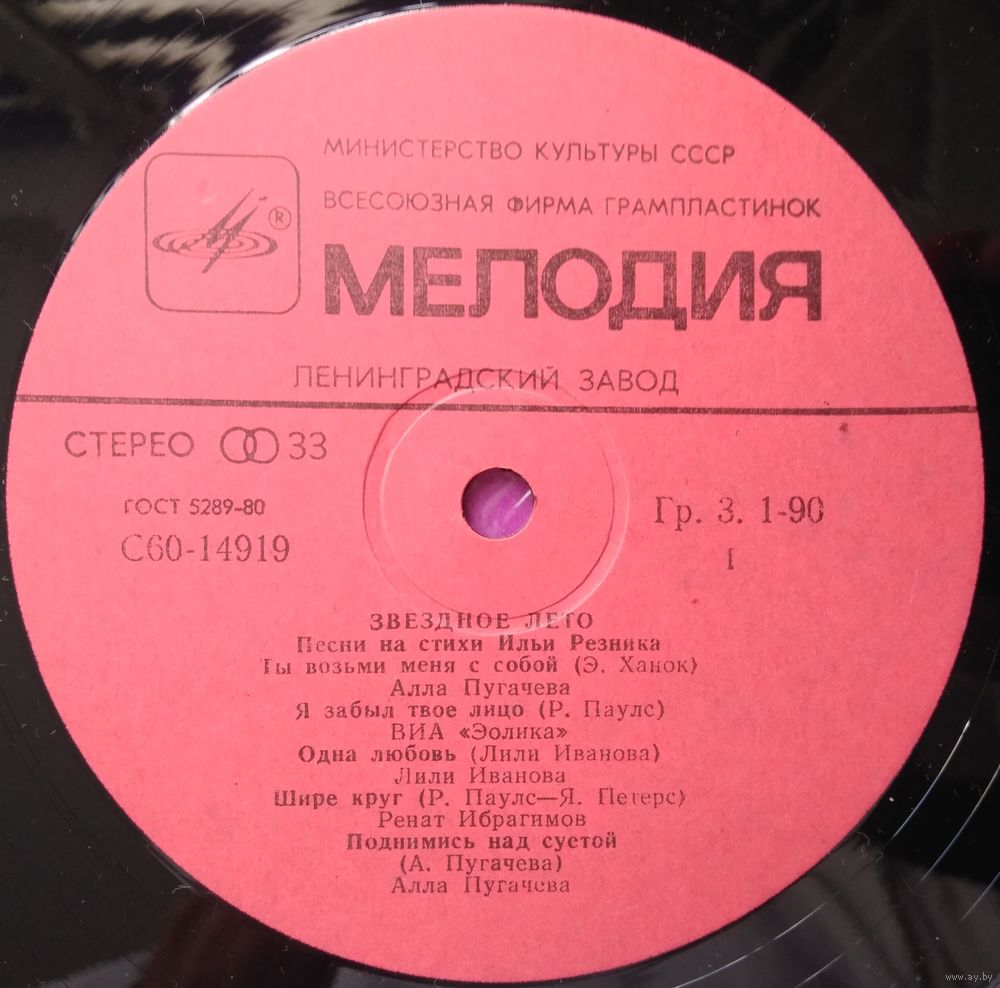 МИНИСТЕРСТВО КУЛЬТУРЫ СССР
ВСЕСОЮЗНАЯ ФИРМА ГРАМПЛАСТИНОК
®
МЕЛОДИЯ
ЛЕНИНГРАДСКИЙ ЗАВОД
СТЕРЕО 33
ГОСТ 5289-80
С60-14919
Гр. 3. 1-90
I
ЗВЕЗДНОЕ ЛЕТО
Песни на стихи Ильи Резника
Ты возьми меня с собой (Э. Ханок)
Алла Пугачева
Я забыл твое лицо (Р. Паулс)
ВИА «Эолика»
Одна любовь (Лили Иванова)
Лили Иванова
Шире круг (Р. Паулс—Я. Петерс)
Ренат Ибрагимов
Поднимись над суетой
(А. Пугачева)
Алла Пугачева
www.ay.by